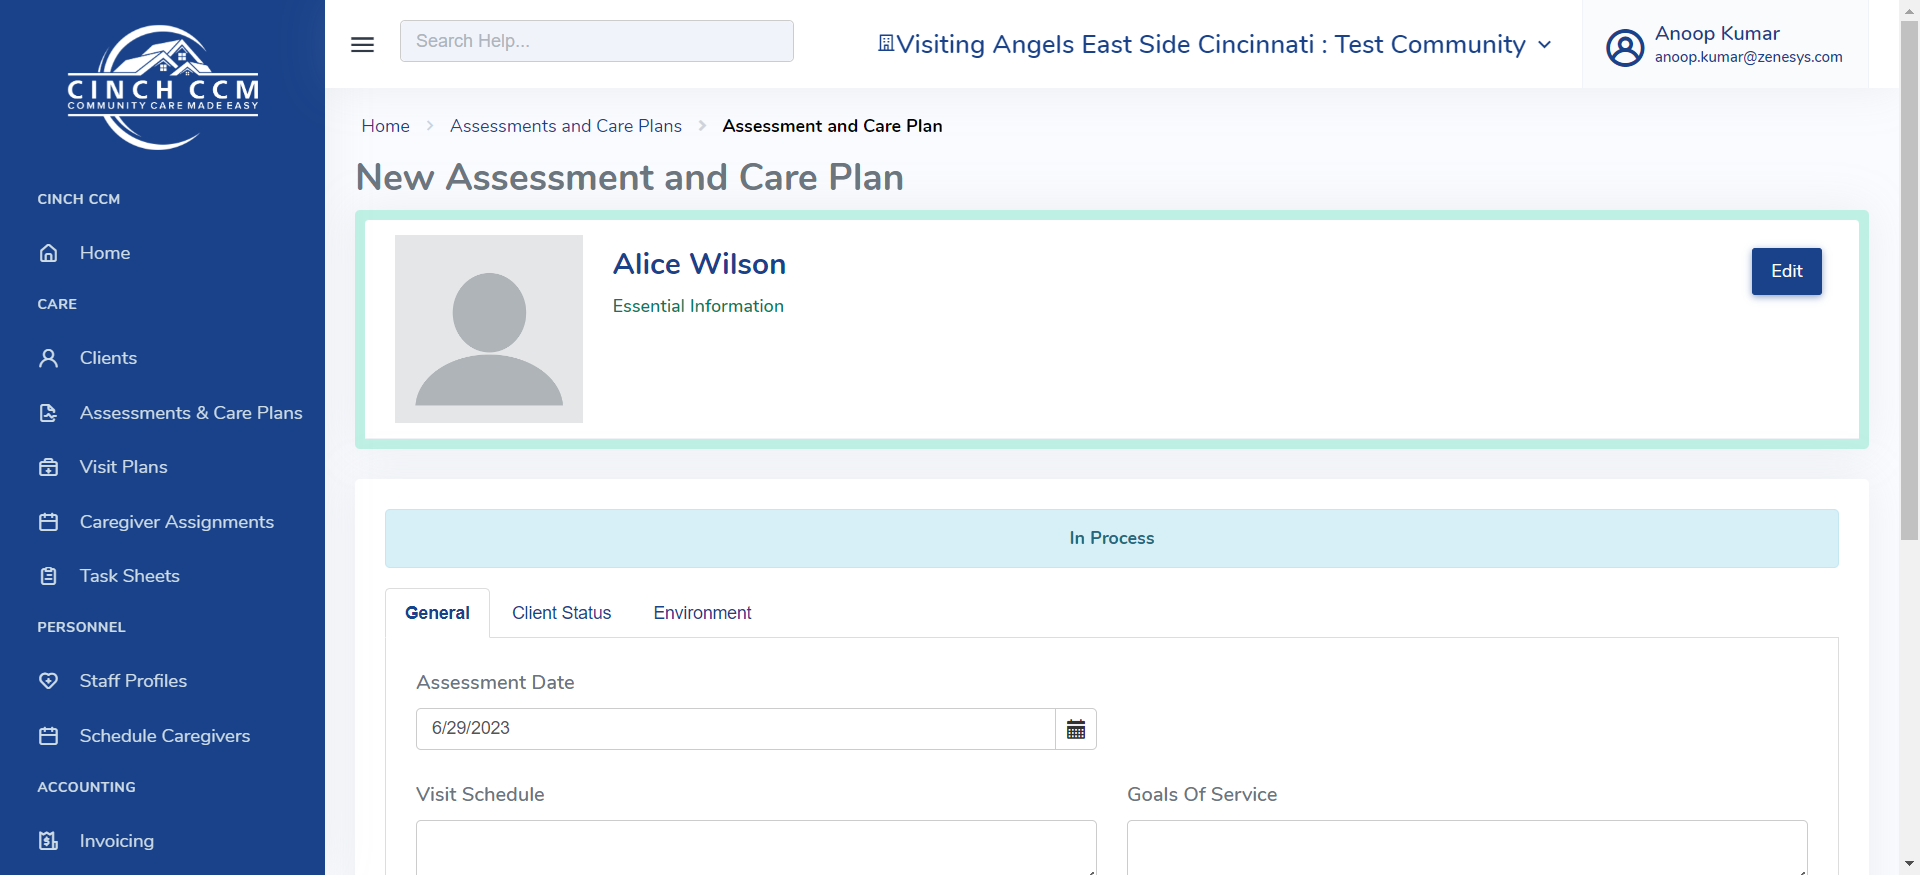 CINCH CCM
COMMUNITY CARE MADE EASY
CINCH CCM
Home
CARE
Clients
Assessments & Care Plans
Visit Plans
Caregiver Assignments
Task Sheets
PERSONNEL
Staff Profiles
Schedule Caregivers
ACCOUNTING
Invoicing
Search Help...
Visiting Angels East Side Cincinnati : Test Community
Anoop Kumar
anoop.kumar@zenesys.com
Home > Assessments and Care Plans > Assessment and Care Plan
New Assessment and Care Plan
Alice Wilson
Essential Information
Edit
In Process
General Client Status Environment
Assessment Date
6/29/2023
Visit Schedule Goals Of Service